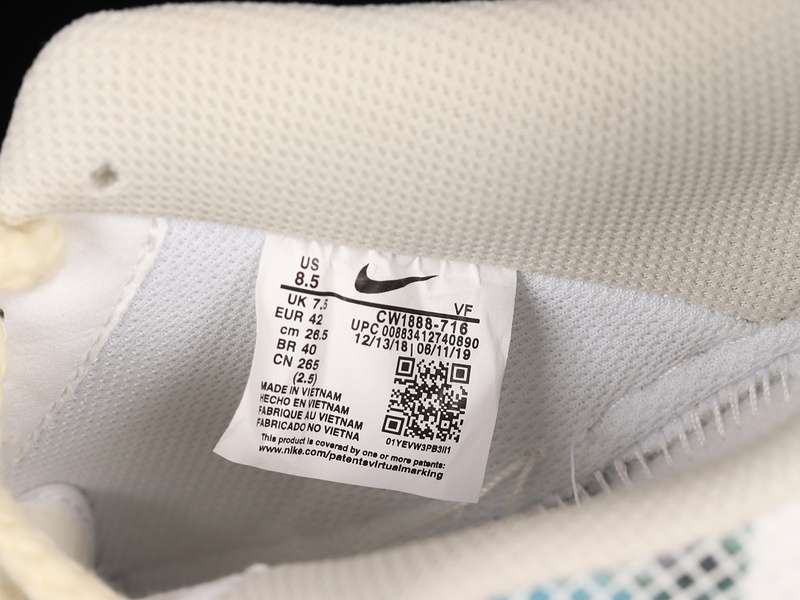 US
8.5
UK 7.5
EUR 42
cm 26.5
BR 40
CN 265
(2.5)
VF
CW1888-716
UPC 00883412740890
12/13/18 | 06/11/19
MADE IN VIETNAM
HECHO EN VIETNAM
FABRIQUE AU VIETNAM
FABRICADO NO VIETNA
01YEVW3PB3I1
This product is covered by one or more patents:
www.nike.com/patentsvirtualmarking